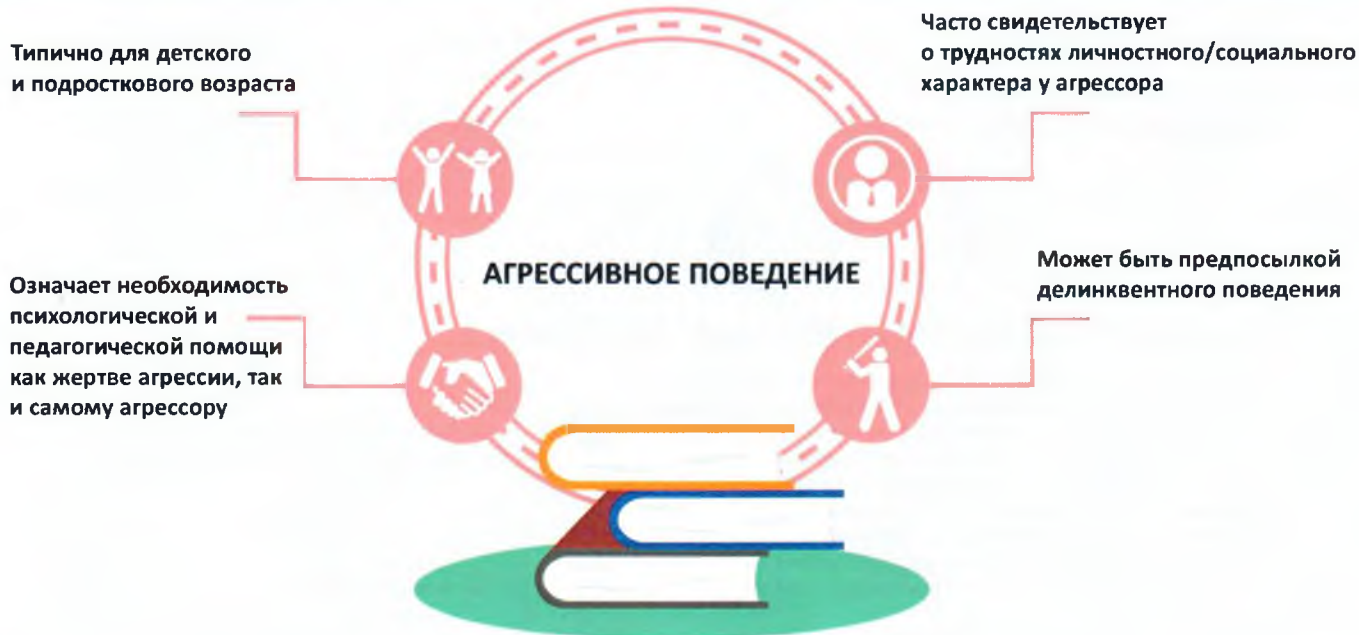 Типично для детского
и подросткового возраста
Часто свидетельствует
о трудностях личностного/социального
характера у агрессора
АГРЕССИВНОЕ ПОВЕДЕНИЕ
Означает необходимость
психологической и
педагогической помощи
как жертве агрессии, так
и самому агрессору
Может быть предпосылкой
делинквентного поведения